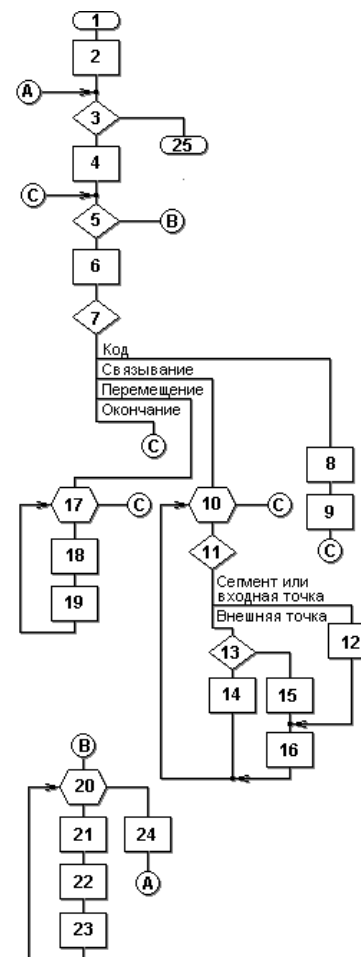 1
2
A
3
25
4
C
5
B
6
7
Код
Связывание
Перемещение
Окончание
C
8
17
C
10
C
9
18
11
C
19
Сегмент или
входная точка
Внешняя точка
12
13
14
15
16
B
20
21
24
22
A
23